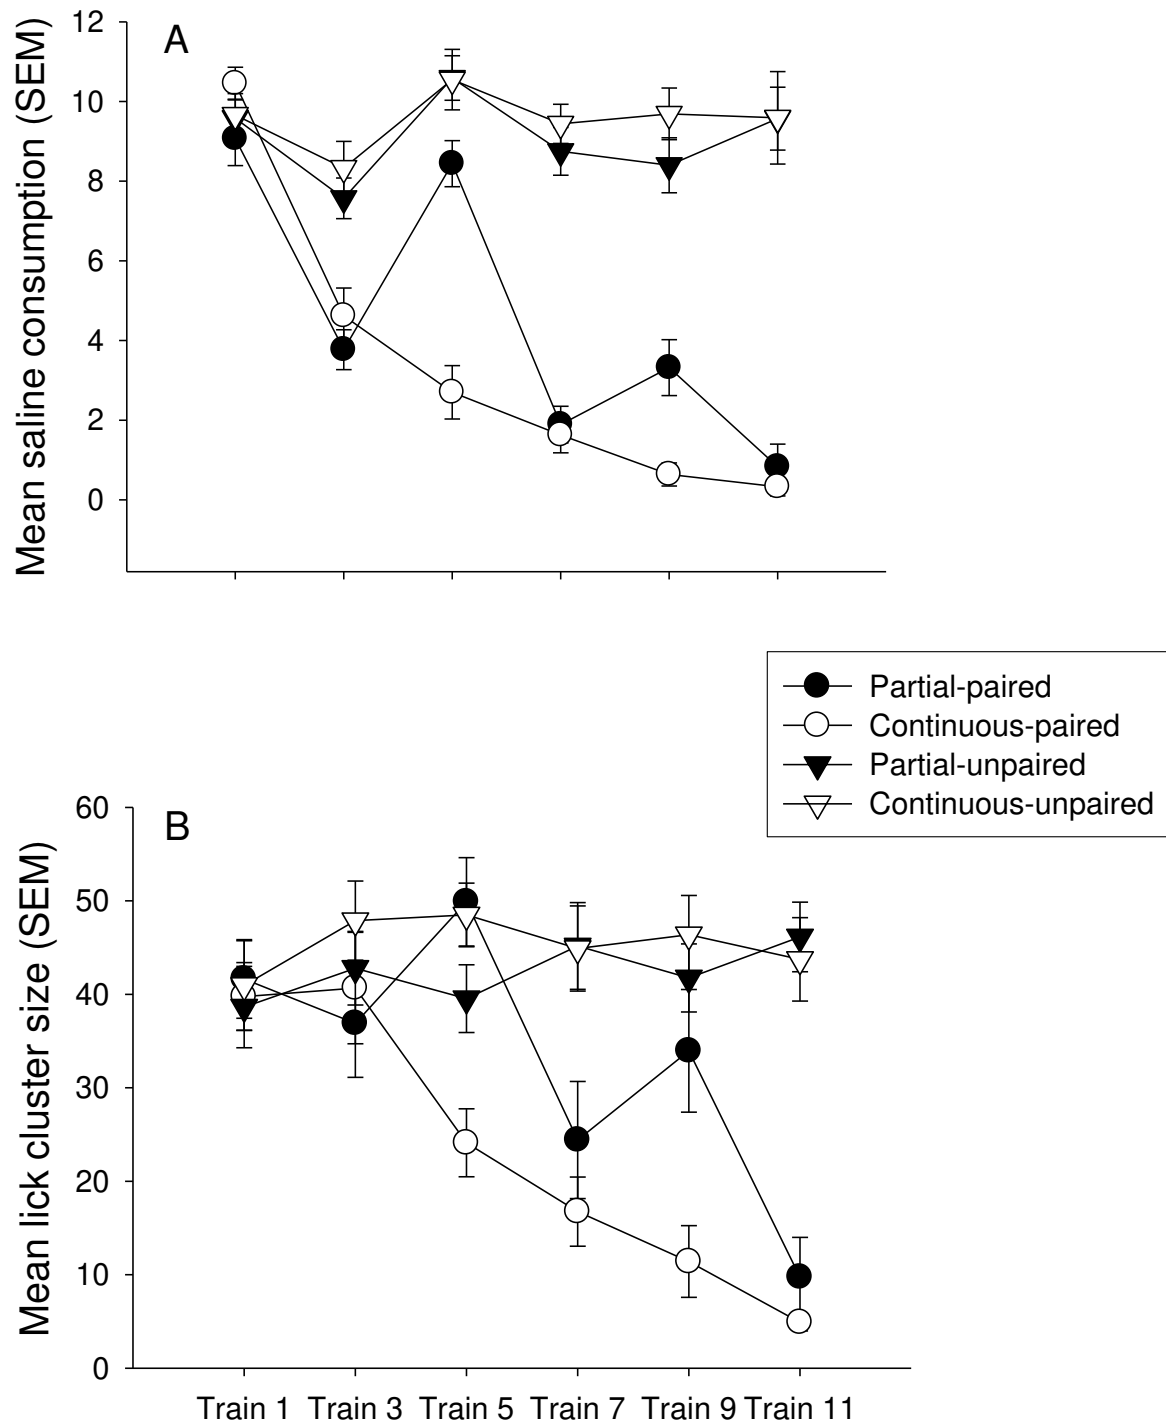 A
Mean saline consumption (SEM)
12
10
8
6
4
2
0
Partial-paired
Continuous-paired
Partial-unpaired
Continuous-unpaired
B
Mean lick cluster size (SEM)
60
50
40
30
20
10
0
Train 1 Train 3 Train 5 Train 7 Train 9 Train 11